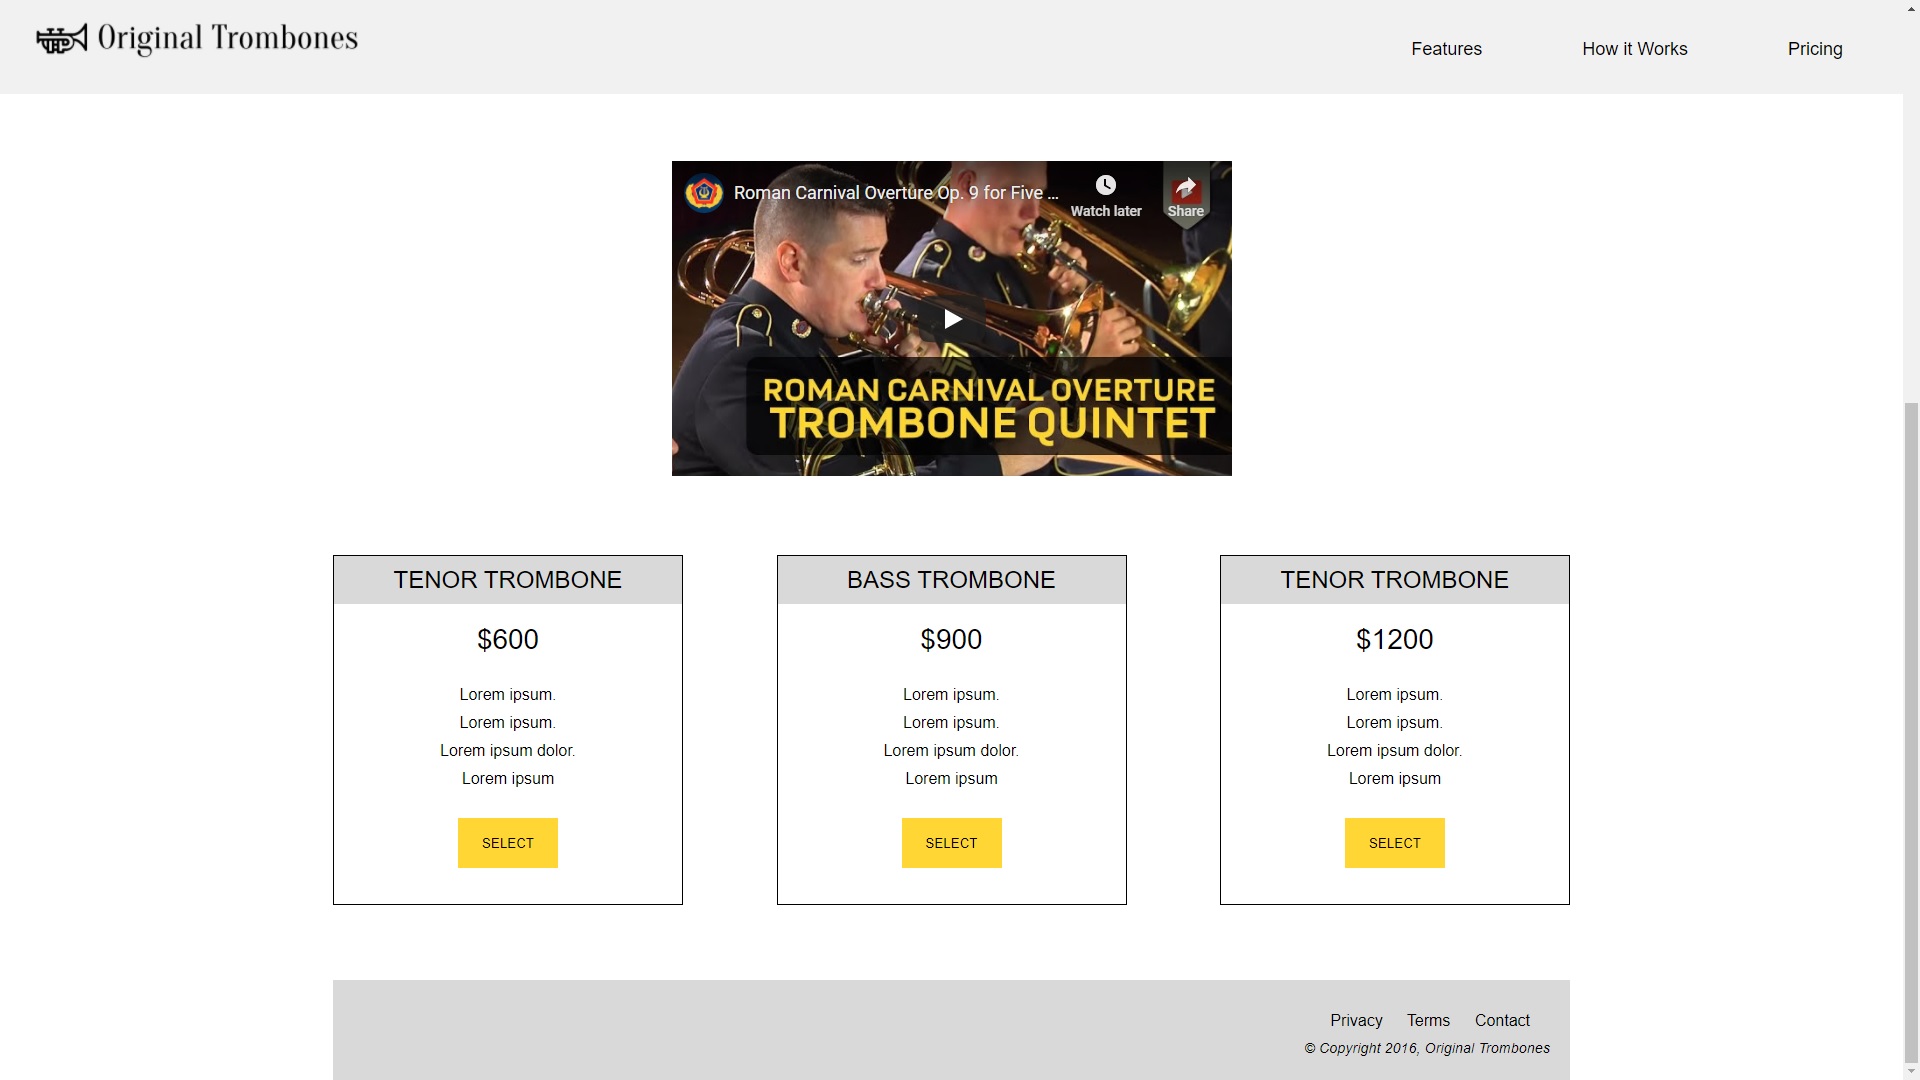 Original Trombones
Features
How it Works
Pricing
Roman Carnival Overture Op. 9 for Five ...
Watch later
Share
ROMAN CARNIVAL OVERTURE
TROMBONE QUINTET
TENOR TROMBONE
$600
Lorem ipsum.
Lorem ipsum.
Lorem ipsum dolor.
Lorem ipsum
SELECT
BASS TROMBONE
$900
Lorem ipsum.
Lorem ipsum.
Lorem ipsum dolor.
Lorem ipsum
SELECT
TENOR TROMBONE
$1200
Lorem ipsum.
Lorem ipsum.
Lorem ipsum dolor.
Lorem ipsum
SELECT
Privacy Terms Contact
© Copyright 2016, Original Trombones